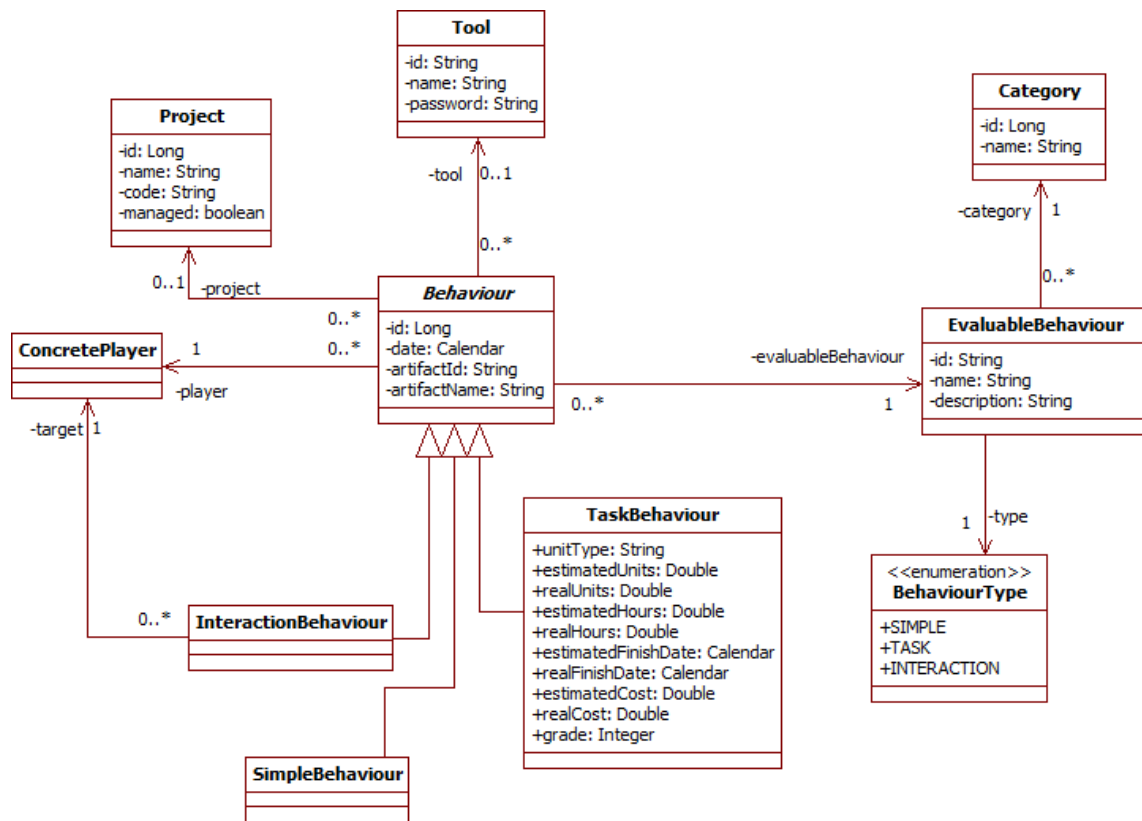 Tool
-id: String
-name: String
-password: String
Category
-id: Long
-name: String
Project
-id: Long
-name: String
-code: String
-managed: boolean
-tool
0..1
0..*
-category
1
0..*
0..1
-project
0..*
Behaviour
-id: Long
-date: Calendar
-artifactId: String
-artifactName: String
ConcretePlayer
1
0..*
-player
-target
1
-evaluableBehaviour
0..*
1
EvaluableBehaviour
-id: String
-name: String
-description: String
TaskBehaviour
+unitType: String
+estimatedUnits: Double
+realUnits: Double
+estimatedHours: Double
+realHours: Double
+estimatedFinishDate: Calendar
+realFinishDate: Calendar
+estimatedCost: Double
+realCost: Double
+grade: Integer
1
-type
<<enumeration>>
BehaviourType
+SIMPLE
+TASK
+INTERACTION
0..*
InteractionBehaviour
SimpleBehaviour